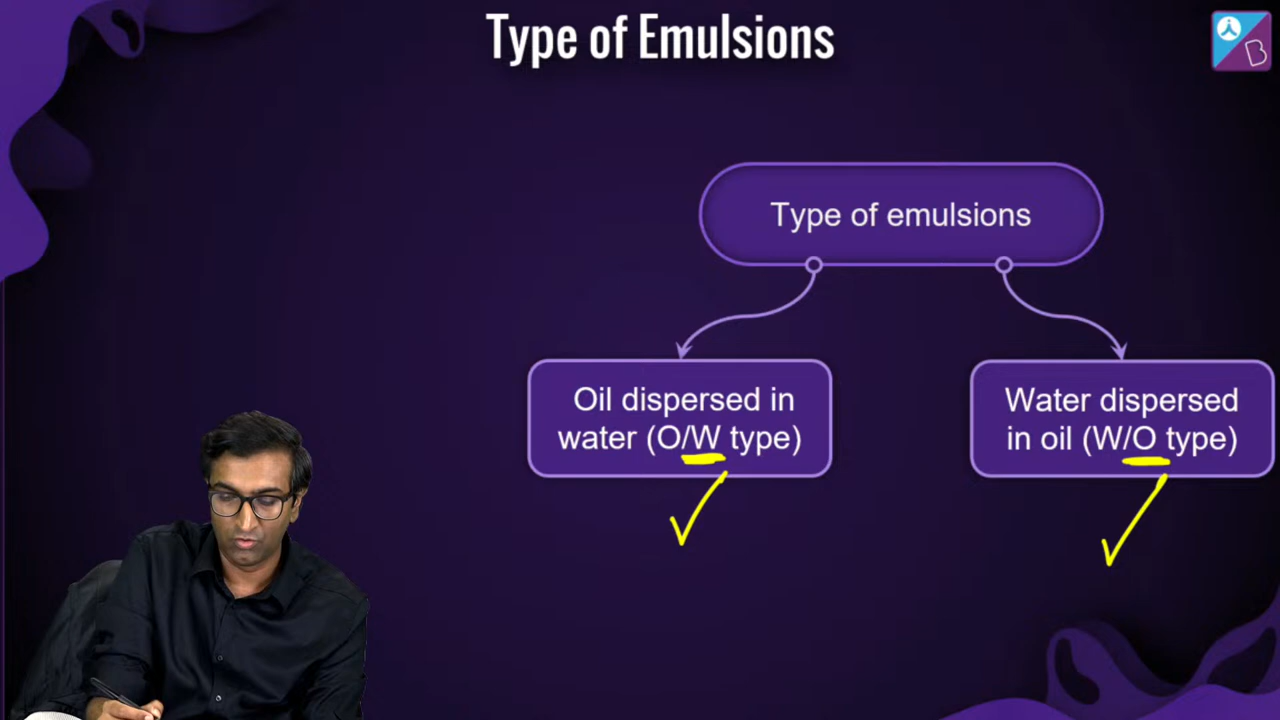 Type of Emulsions
B
Type of emulsions
Oil dispersed in
water (O/W type)
Water dispersed
in oil (W/O type)